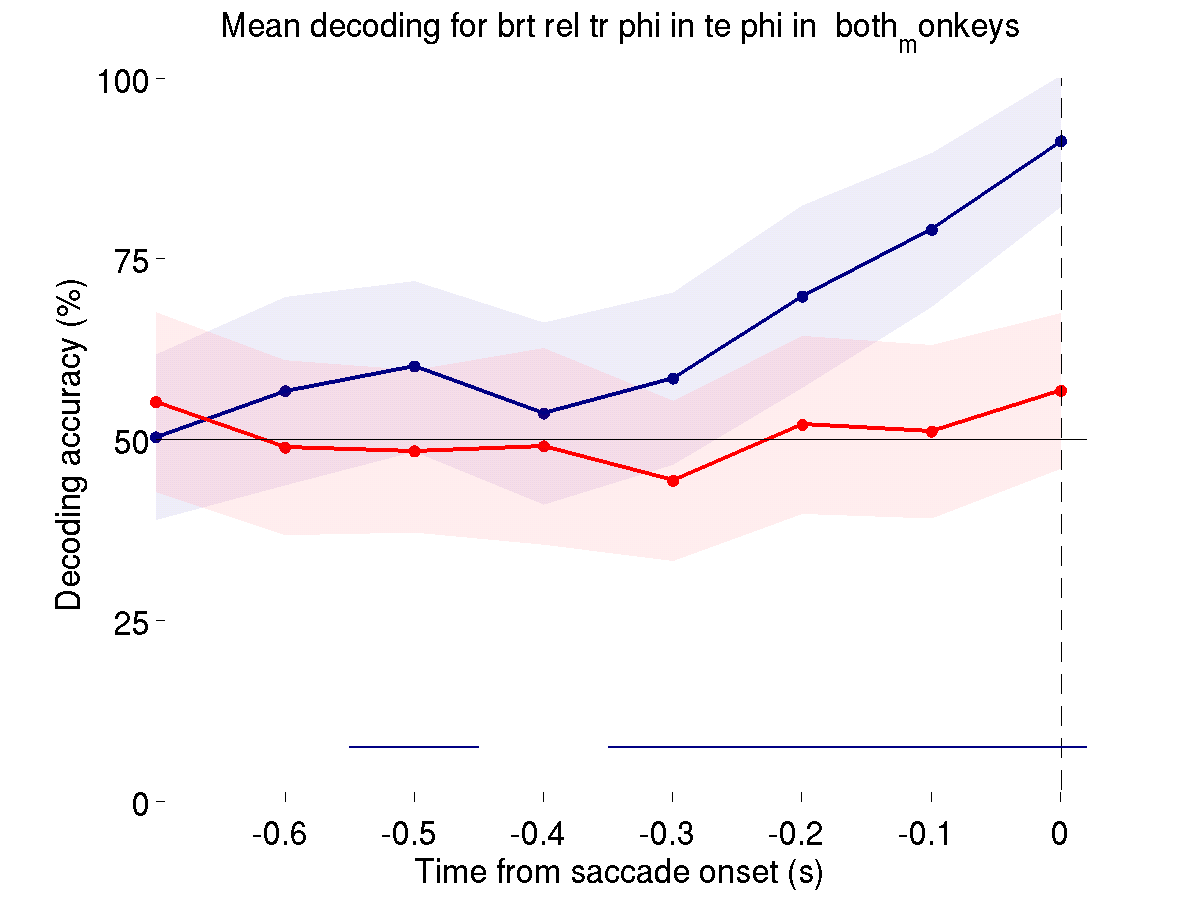 Mean decoding for brt rel tr phi in te phi in both_monkeys
100
75
50
25
0
Decoding accuracy (%)
-0.6 -0.5 -0.4 -0.3 -0.2 -0.1 0
Time from saccade onset (s)